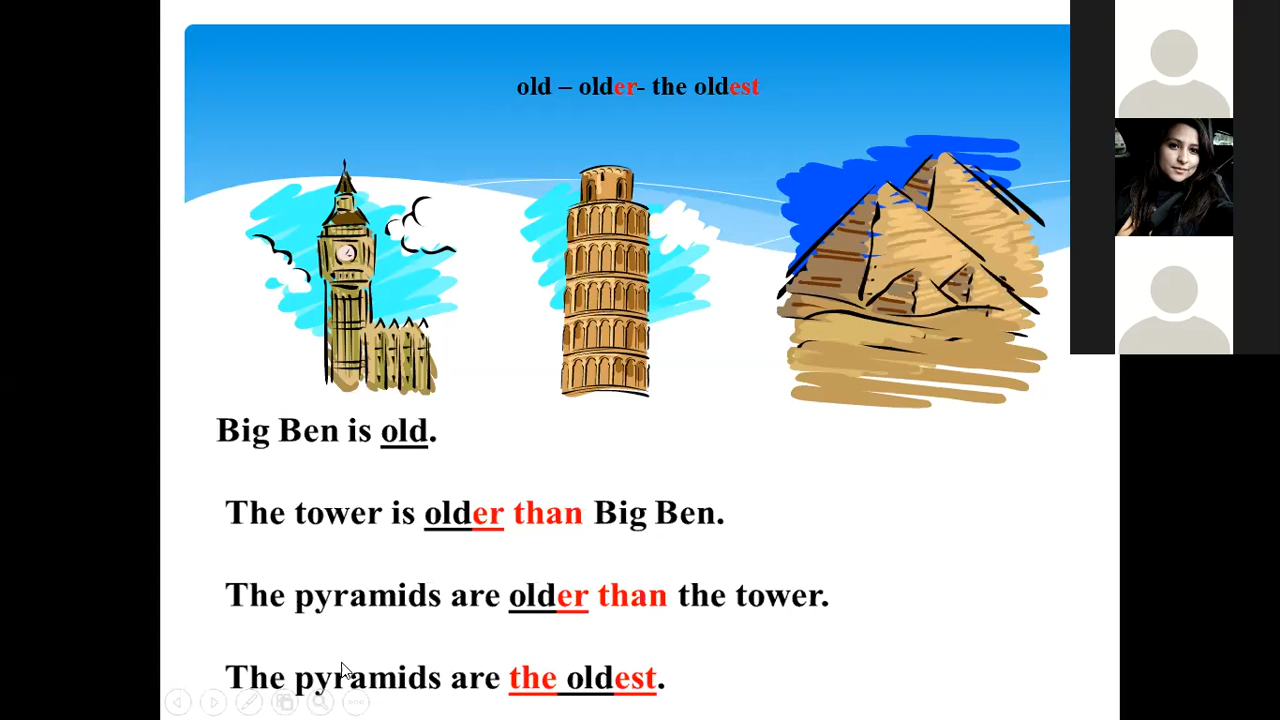 old – older- the oldest
Big Ben is old.
The tower is older than Big Ben.
The pyramids are older than the tower.
The pyramids are the oldest.